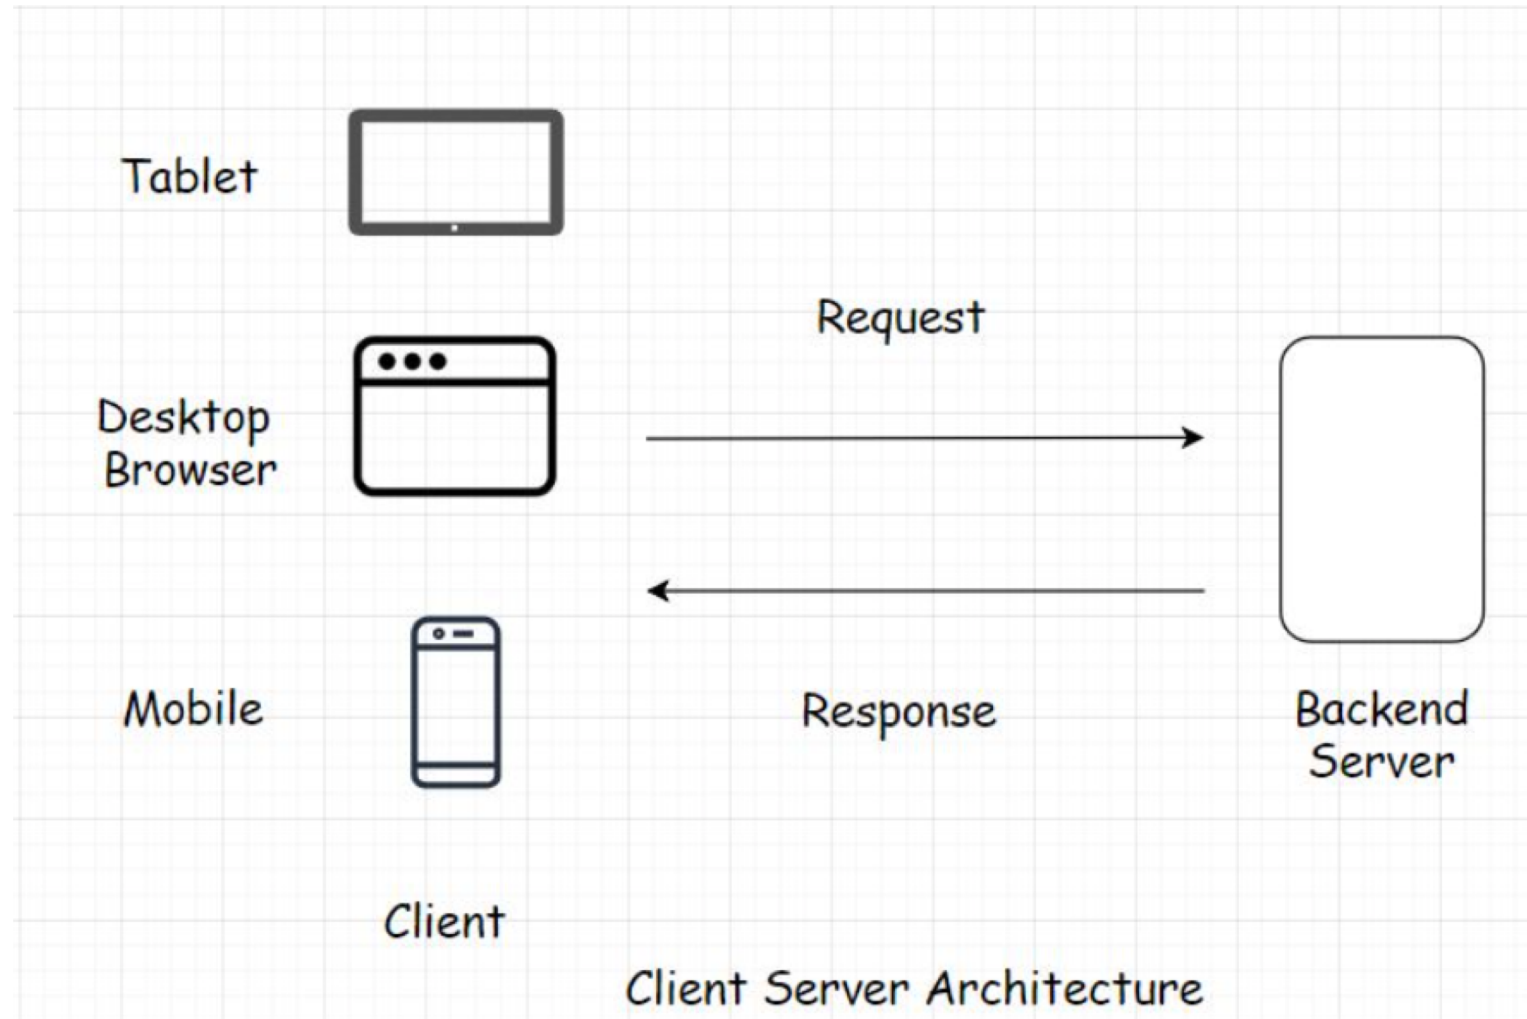 Tablet
Request
Desktop
Browser
Mobile
Response
Backend
Server
Client
Client Server Architecture